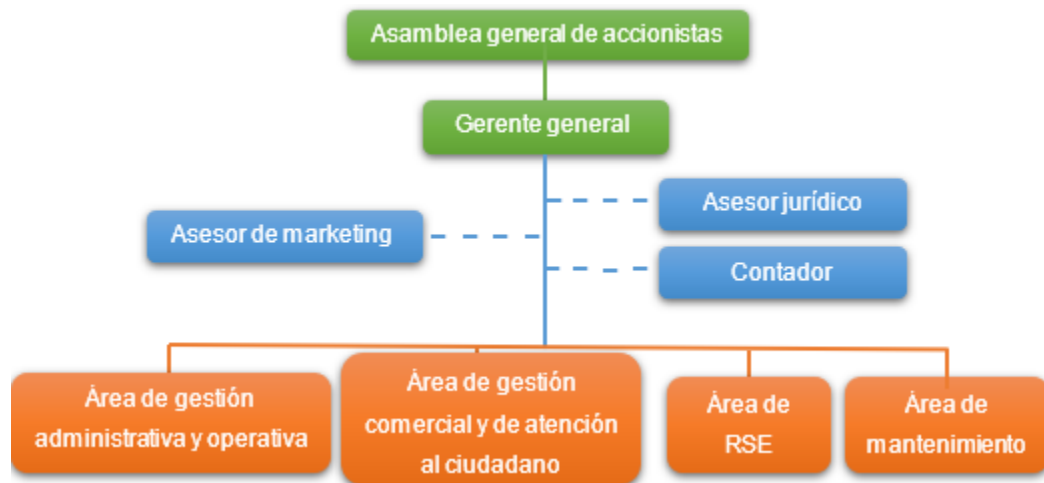 Asamblea general de accionistas
Gerente general
Asesor jurídico
Asesor de marketing
Contador
Área de gestión
administrativa y operativa
Área de gestión
comercial y de atención
al ciudadano
Área de
RSE
Área de
mantenimiento